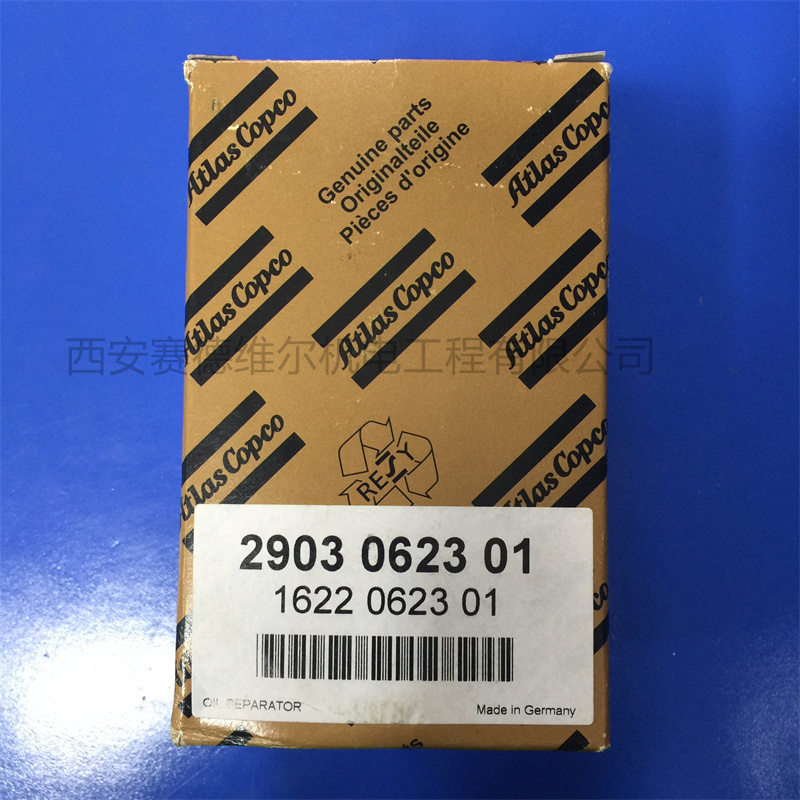 Atlas Copco
Genuine parts
Originalteile
Pièces d'origine
Atlas Copco
Atlas Copco
Atlas Copco
Atlas Copco
西安赛德维尔机电工程有限公司
Atlas Copco
RESY
Atlas Copco
2903 0623 01
1622 0623 01
OIL SEPARATOR
Made in Germany